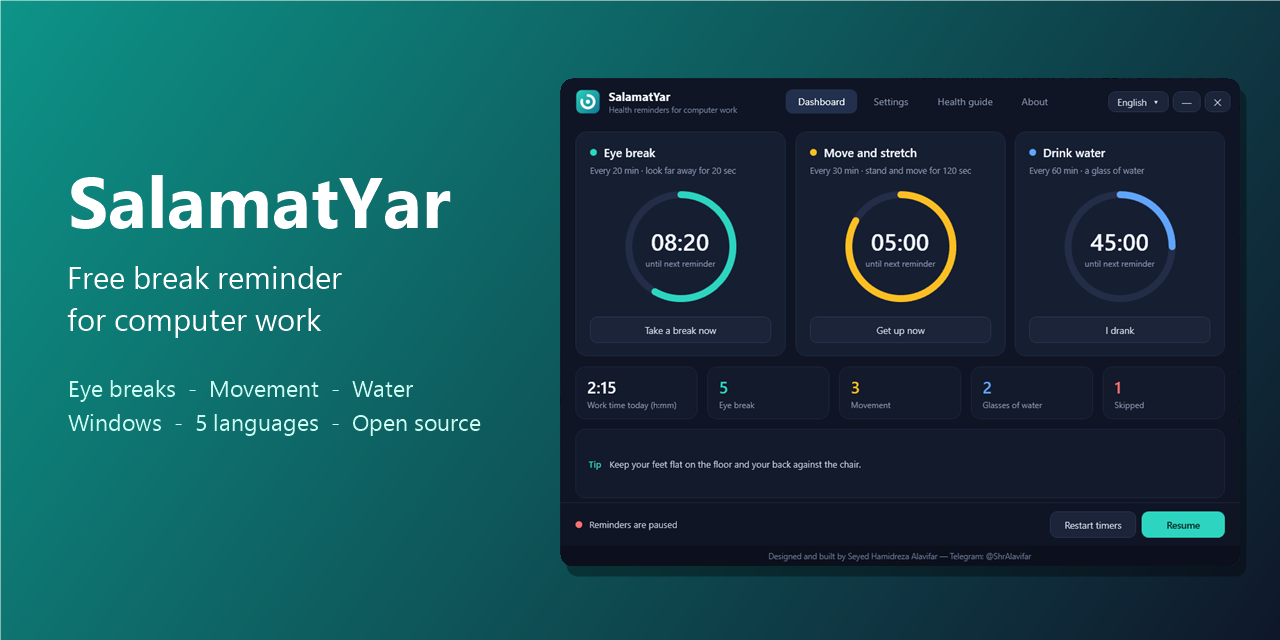 SalamatYar
Free break reminder
for computer work
Eye breaks - Movement - Water
Windows - 5 languages - Open source
SalamatYar
Health reminders for computer work
Dashboard
Settings
Health guide
About
English ▾
Eye break
Every 20 min · look far away for 20 sec
08:20
until next reminder
Take a break now
Move and stretch
Every 30 min · stand and move for 120 sec
05:00
until next reminder
Get up now
Drink water
Every 60 min · a glass of water
45:00
until next reminder
I drank
2:15
Work time today (h:mm)
5
Eye break
3
Movement
2
Glasses of water
1
Skipped
Tip Keep your feet flat on the floor and your back against the chair.
Reminders are paused
Restart timers
Resume
Designed and built by Seyed Hamidreza Alavifar — Telegram: @ShrAlavifar